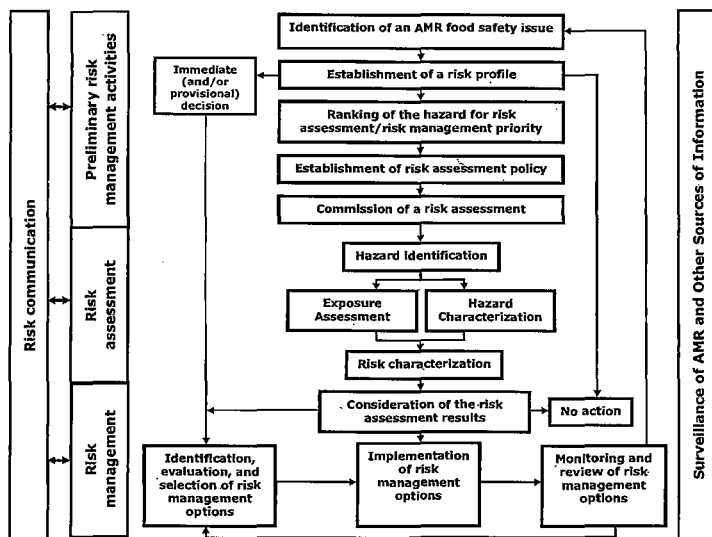 Risk communication
Preliminary risk
management activities
Risk
assessment
Risk
management
Identification of an AMR food safety issue
Immediate
(and/or
provisional)
decision
Establishment of a risk profile
Ranking of the hazard for risk
assessment/risk management priority
Establishment of risk assessment policy
Commission of a risk assessment
Hazard Identification
Exposure
Assessment
Hazard
Characterization
Risk characterization
Consideration of the risk
assessment results
No action
Identification,
evaluation, and
selection of risk
management
options
Implementation
of risk
management
options
Monitoring and
review of risk
management
options
Surveillance of AMR and Other Sources of Information